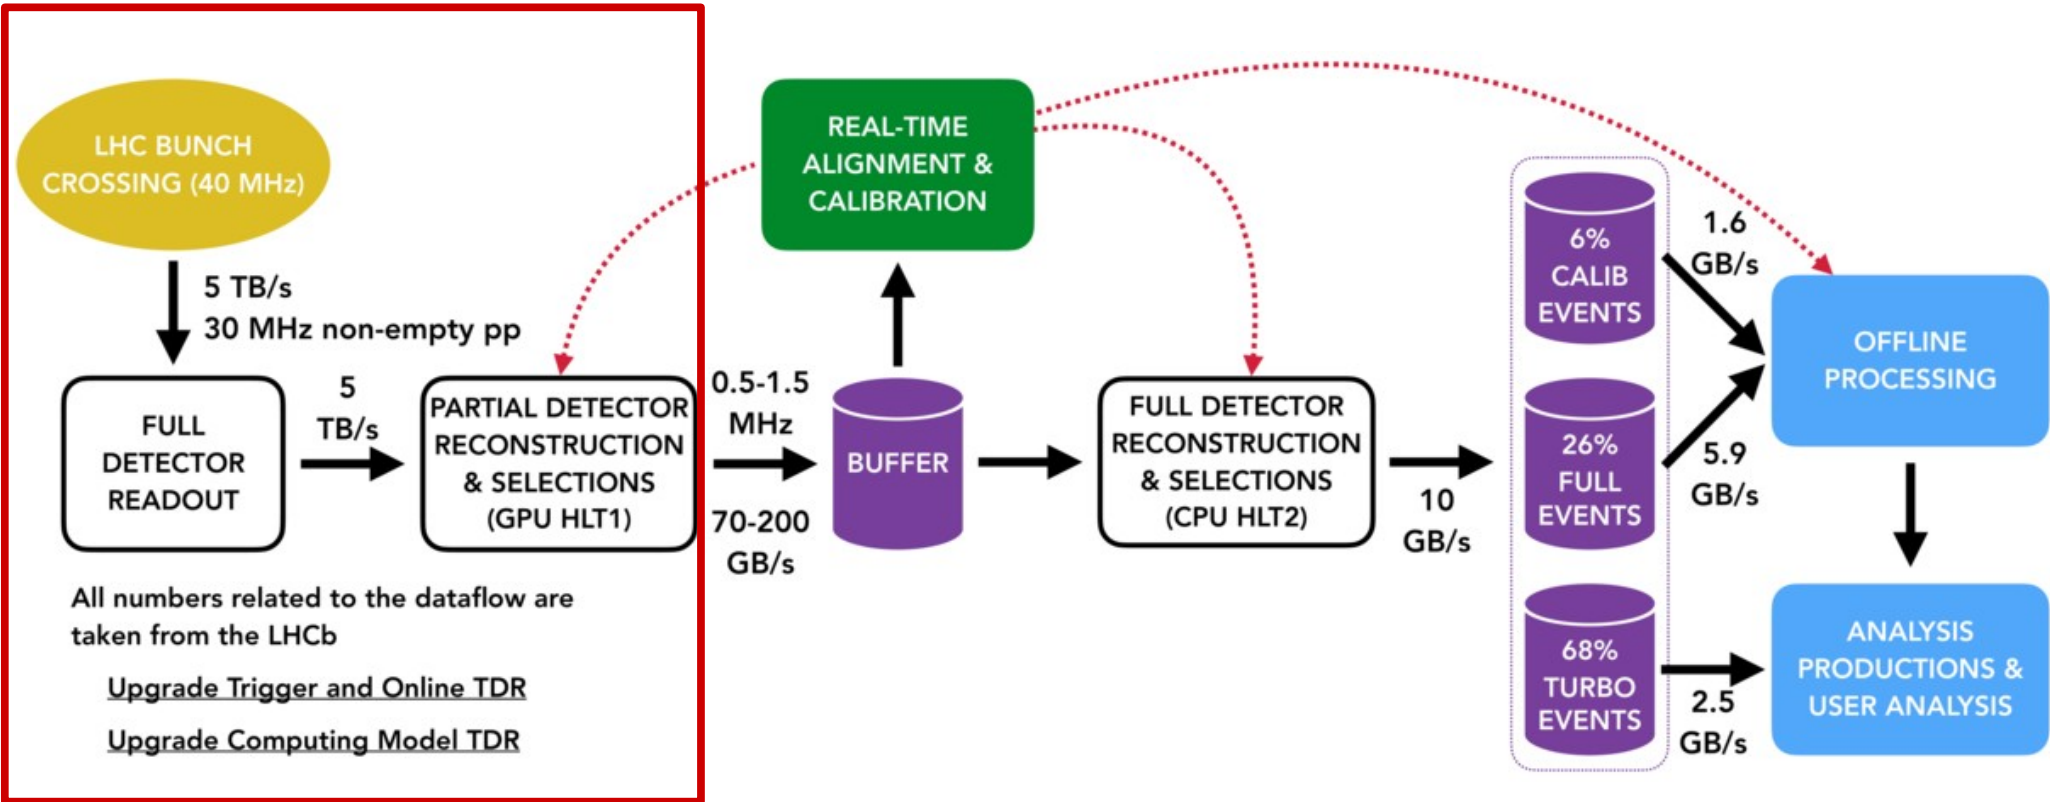 LHC BUNCH
CROSSING (40 MHz)
5 TB/s
30 MHz non-empty pp
FULL
DETECTOR
READOUT
5
TB/s
PARTIAL DETECTOR
RECONSTRUCTION
& SELECTIONS
(GPU HLT1)
All numbers related to the dataflow are
taken from the LHCb
Upgrade Trigger and Online TDR
Upgrade Computing Model TDR
0.5-1.5
MHz
70-200
GB/s
REAL-TIME
ALIGNMENT &
CALIBRATION
BUFFER
FULL DETECTOR
RECONSTRUCTION
& SELECTIONS
(CPU HLT2)
10
GB/s
6%
CALIB
EVENTS
26%
FULL
EVENTS
68%
TURBO
EVENTS
1.6
GB/s
5.9
GB/s
2.5
GB/s
OFFLINE
PROCESSING
ANALYSIS
PRODUCTIONS &
USER ANALYSIS